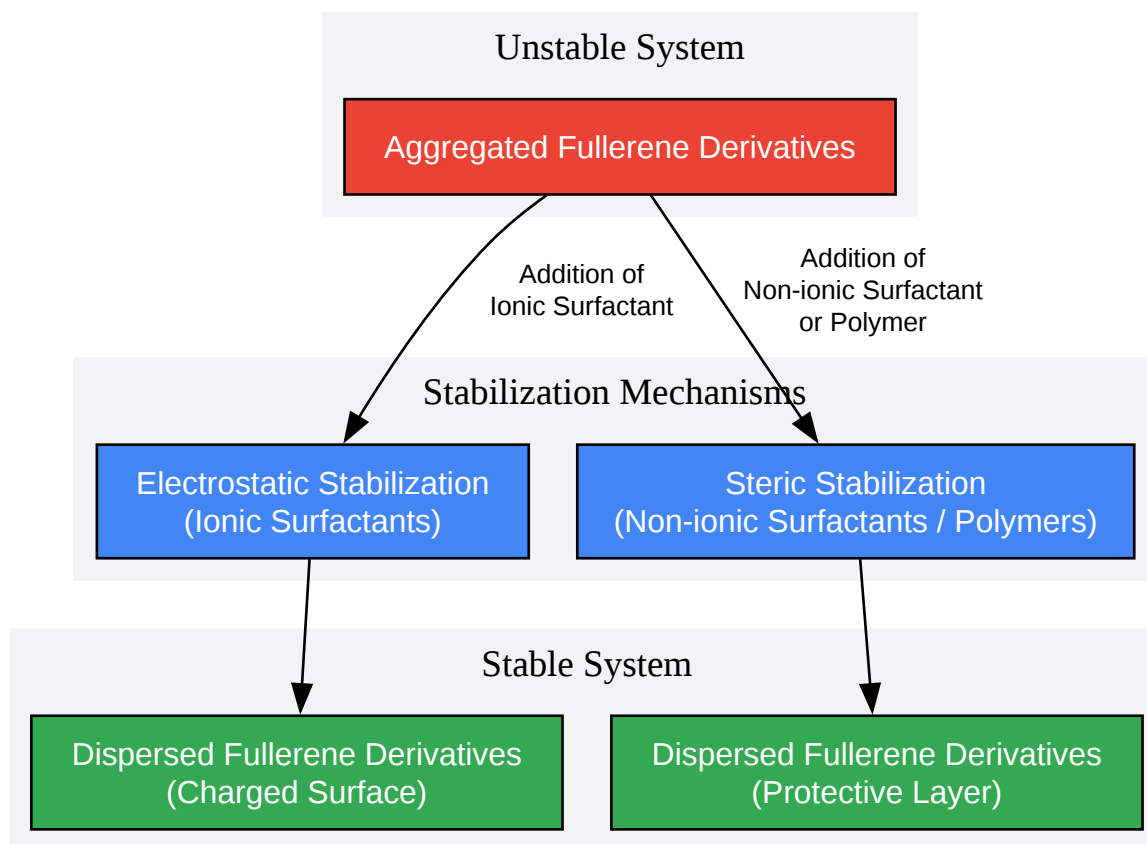 Unstable System
Aggregated Fullerene Derivatives
Addition of
Ionic Surfactant
Addition of
Non-ionic Surfactant
or Polymer
Stabilization Mechanisms
Electrostatic Stabilization
(Ionic Surfactants)
Steric Stabilization
(Non-ionic Surfactants / Polymers)
Stable System
Dispersed Fullerene Derivatives
(Charged Surface)
Dispersed Fullerene Derivatives
(Protective Layer)